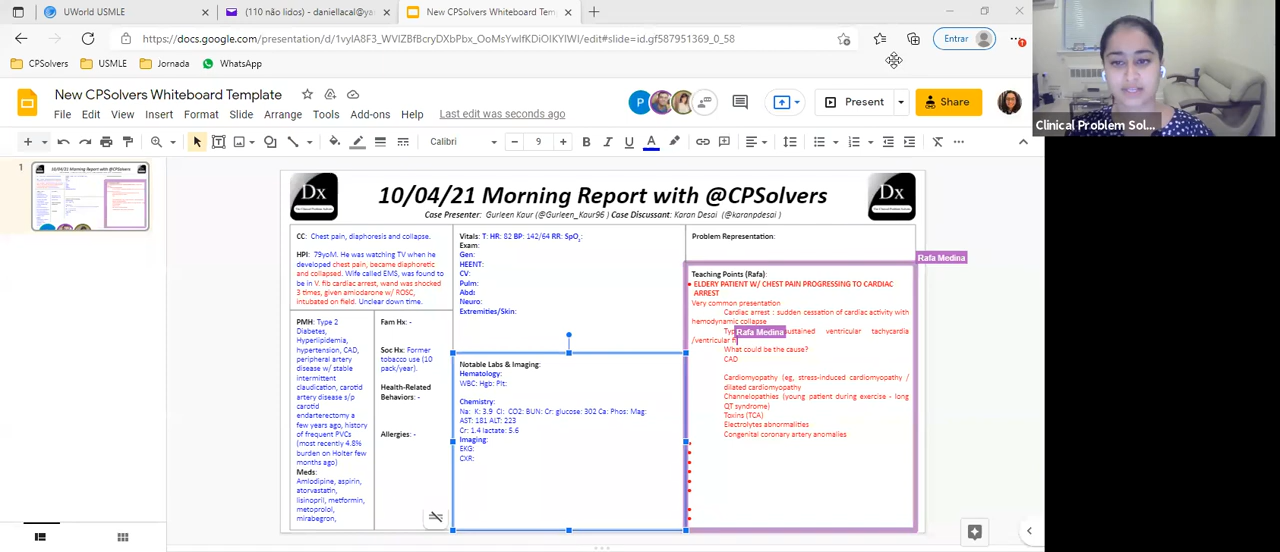 UWorld USMLE
(110 não lidos) - daniellacal@ya
New CPSolvers Whiteboard Temp
https://docs.google.com/presentation/d/1vylA8F3_WVlZBfBcryDXbPbx_OoMsYwlfKDiOlKYlWI/edit#slide=id.gf587951369_0_58
Entrar
CPSolvers
USMLE
Jornada
WhatsApp
New CPSolvers Whiteboard Template
File Edit View Insert Format Slide Arrange Tools Add-ons Help Last edit was seconds ago
Present
Share
Calibri
9
Clinical Problem Sol...
1
Dx
10/04/21 Morning Report with @CPSolvers
Case Presenter: Gurleen Kaur (@Gurleen_Kaur96 ) Case Discussant: Karan Desai (@karanpdesai )
Dx
CC: Chest pain, diaphoresis and collapse.
HPI: 79yoM. He was watching TV when he
developed chest pain, became diaphoretic
and collapsed. Wife called EMS, was found to
be in V. fib cardiac arrest, wand was shocked
3 times, given amiodarone w/ ROSC,
intubated on field. Unclear down time.
PMH: Type 2
Diabetes,
Hyperlipidemia,
hypertension, CAD,
peripheral artery
disease w/ stable
intermittent
claudication, carotid
artery disease s/p
carotid
endarterectomy a
few years ago, history
of frequent PVCs
(most recently 4.8%
burden on Holter few
months ago)
Meds:
Amlodipine, aspirin,
atorvastatin,
lisinopril, metformin,
metoprolol,
mirabegron,
Fam Hx: -
Soc Hx: Former
tobacco use (10
pack/year).
Health-Related
Behaviors: -
Allergies: -
Vitals: T: HR: 82 BP: 142/64 RR: SpO2:
Exam:
Gen:
HEENT:
CV:
Pulm:
Abd:
Neuro:
Extremities/Skin:
Notable Labs & Imaging:
Hematology:
WBC: Hgb: Plt:
Chemistry:
Na: K: 3.9 Cl: CO2: BUN: Cr: glucose: 302 Ca: Phos: Mag:
AST: 181 ALT: 223
Cr: 1.4 lactate: 5.6
Imaging:
EKG:
CXR:
Problem Representation:
Rafa Medina
Teaching Points (Rafa):
ELDERY PATIENT W/ CHEST PAIN PROGRESSING TO CARDIAC
ARREST
Very common presentation
Cardiac arrest : sudden cessation of cardiac activity with
hemodynamic collapse
Rafa Medina
ventricular tachycardia
/ventricular
What could be the cause?
CAD
Cardiomyopathy (eg, stress-induced cardiomyopathy /
dilated cardiomyopathy
Channelopathies (young patient during exercise - long
QT syndrome)
Toxins (TCA)
Electrolytes abnormalities
Congenital coronary artery anomalies